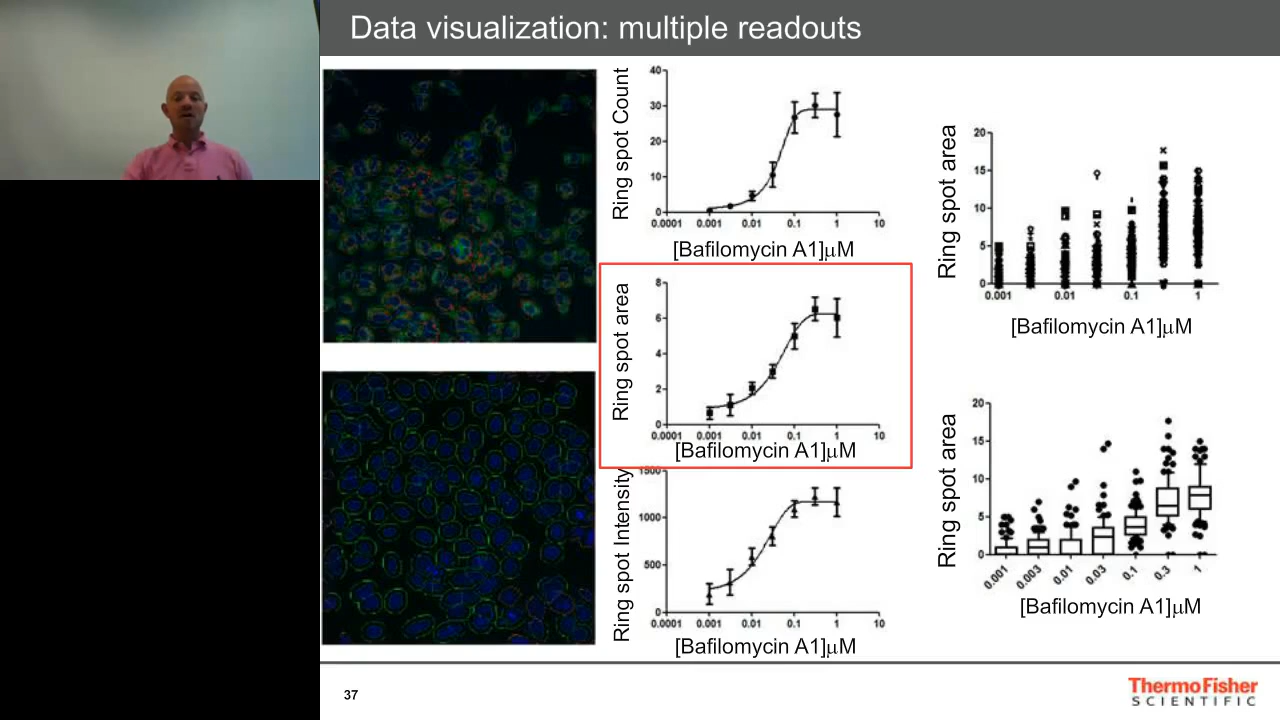 Data visualization: multiple readouts
Ring spot Count
40
30
20
10
0
0.0001 0.001 0.01 0.1 1 10
[Bafilomycin A1]μM
Ring spot area
8
6
4
2
0
0.0001 0.001 0.01 0.1 1 10
[Bafilomycin A1]μM
Ring spot Intensity
1500
1000
500
0
0.0001 0.001 0.01 0.1 1 10
[Bafilomycin A1]μM
Ring spot area
20
15
10
5
0
0.001 0.01 0.1 1
[Bafilomycin A1]μM
Ring spot area
20
15
10
5
0
0.001 0.003 0.01 0.03 0.1 0.3 1
[Bafilomycin A1]μM
37
ThermoFisher
SCIENTIFIC